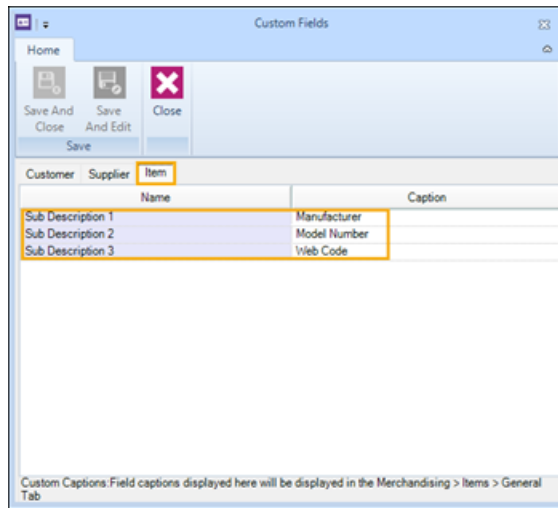 Custom Fields
Home
Save And Close
Save And Edit
Close
Save
Customer Supplier Item
Name Caption
Sub Description 1 Manufacturer
Sub Description 2 Model Number
Sub Description 3 Web Code
Custom Captions:Field captions displayed here will be displayed in the Merchandising > Items > General
Tab